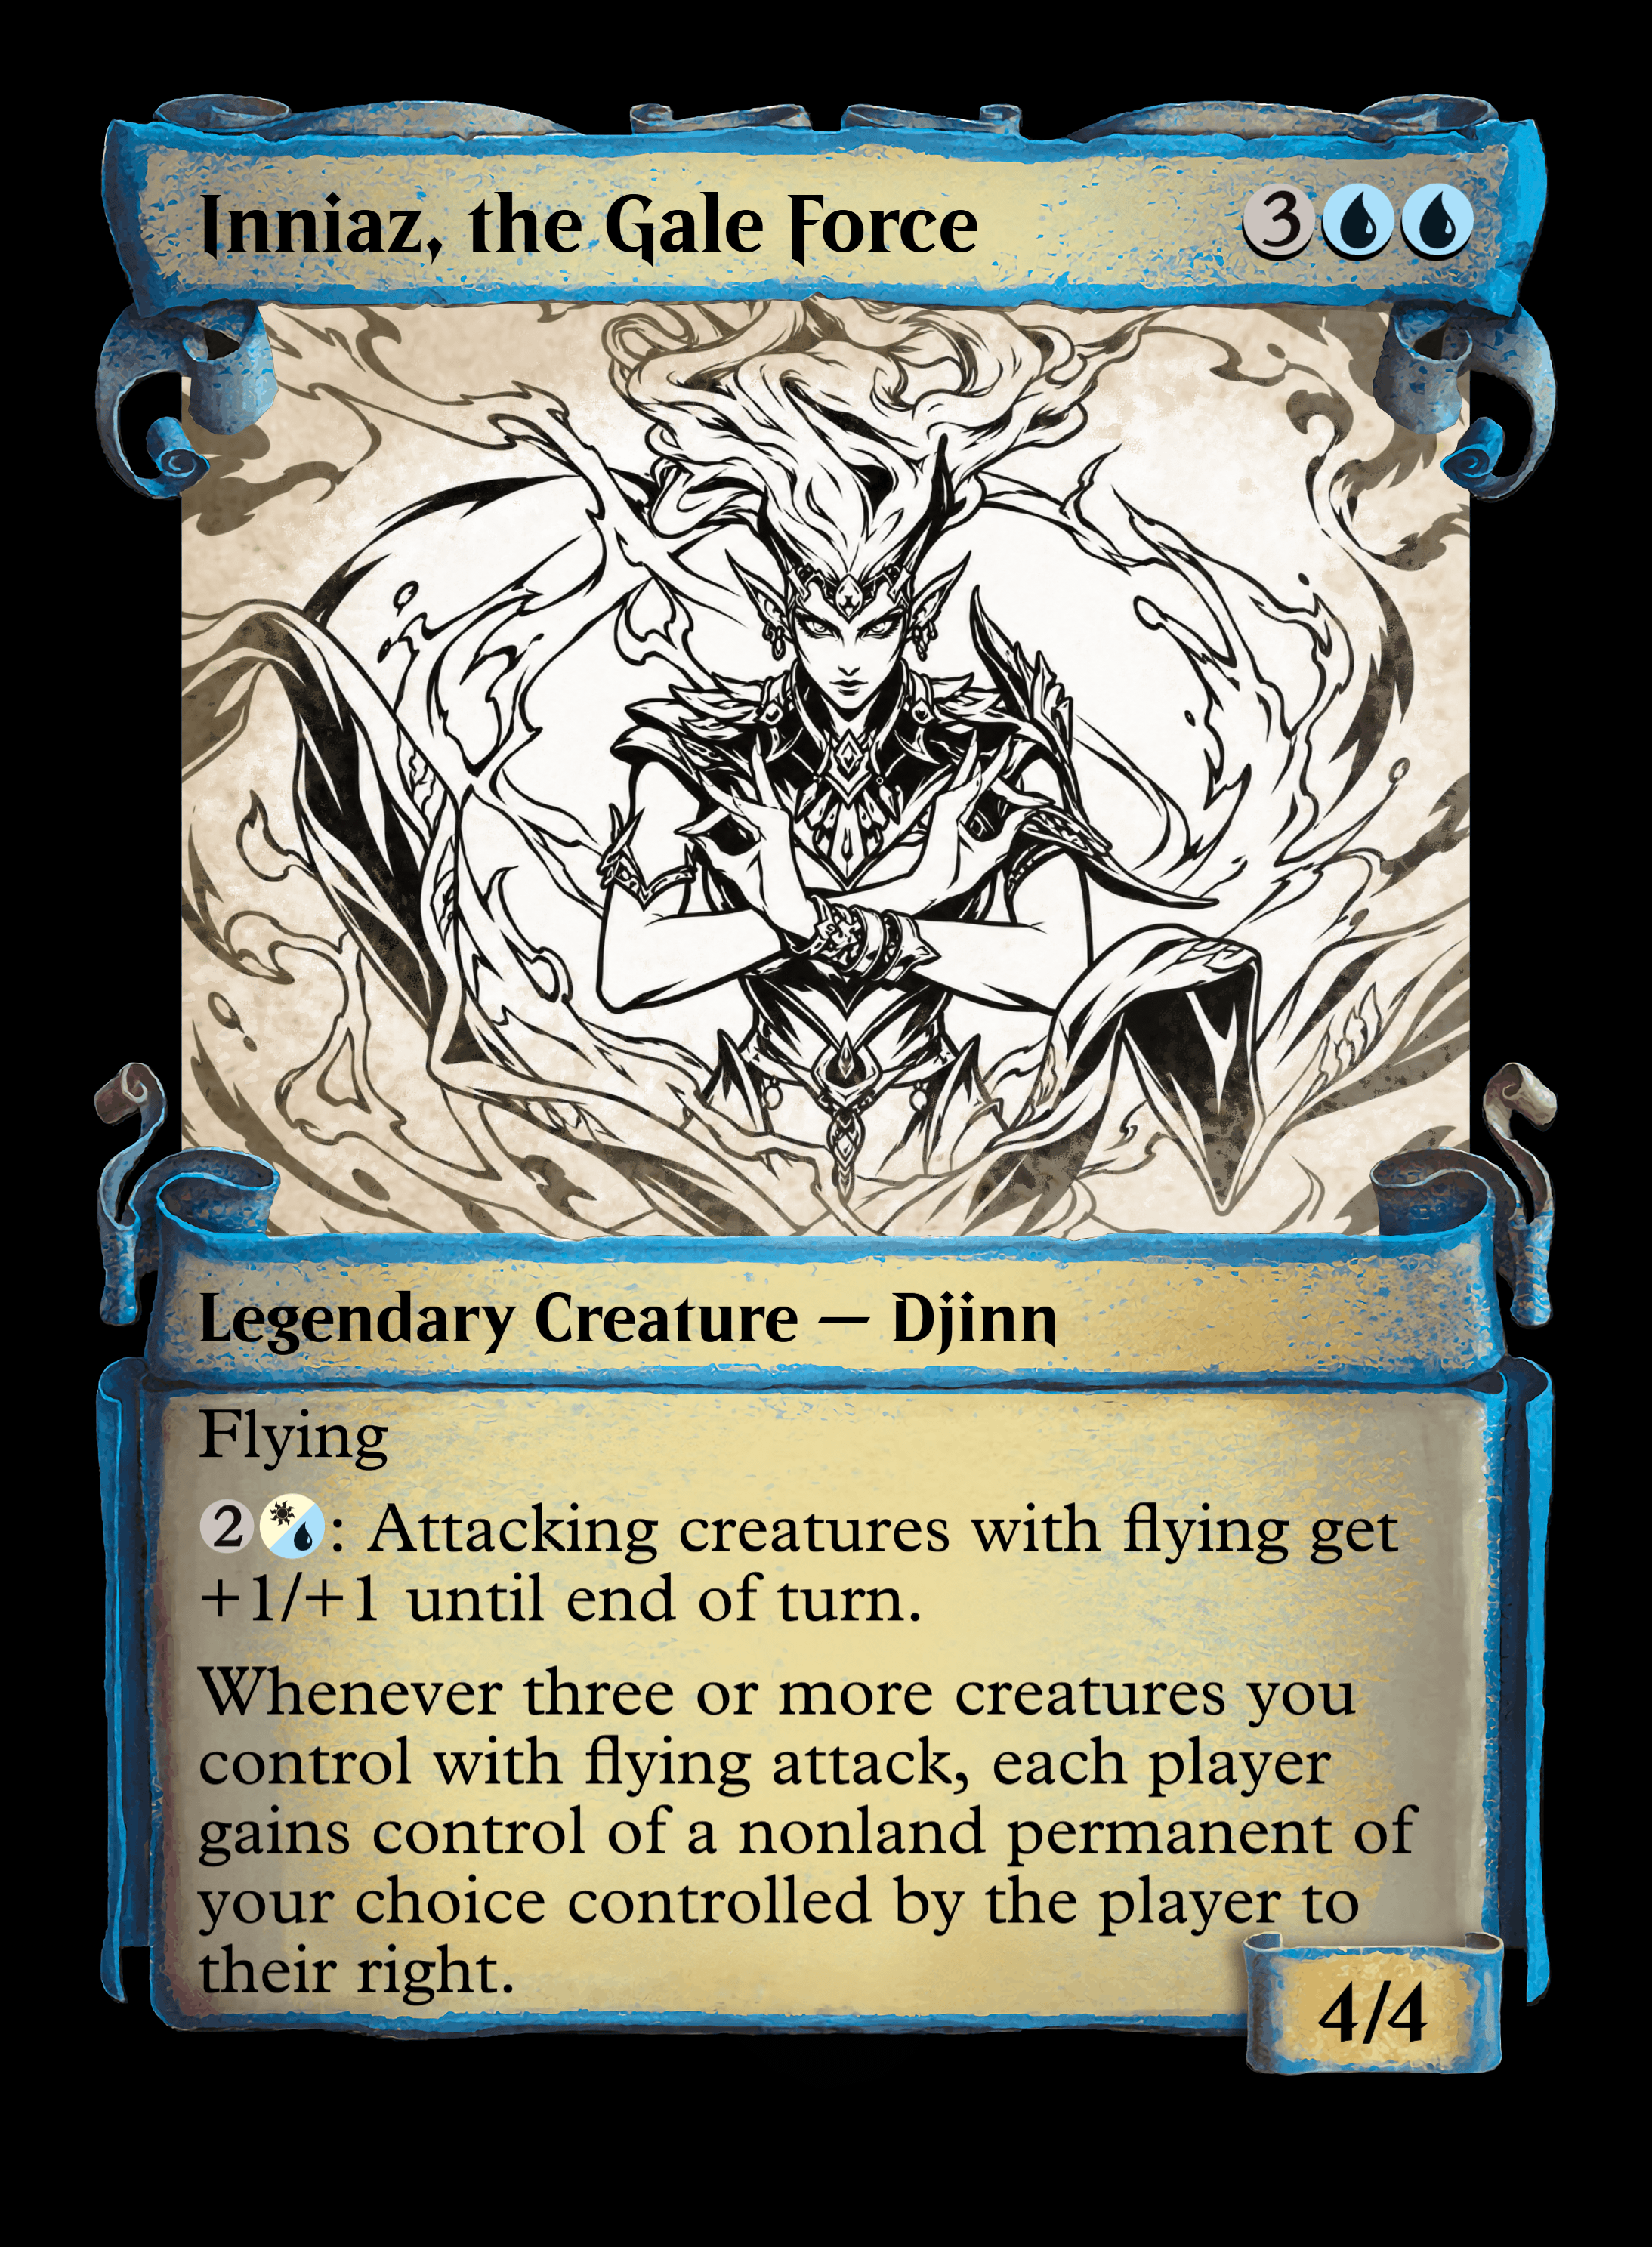 Inniaz, the Gale Force 3
Legendary Creature — Djinn
Flying
2: Attacking creatures with flying get
+1/+1 until end of turn.
Whenever three or more creatures you
control with flying attack, each player
gains control of a nonland permanent of
your choice controlled by the player to
their right.
4/4